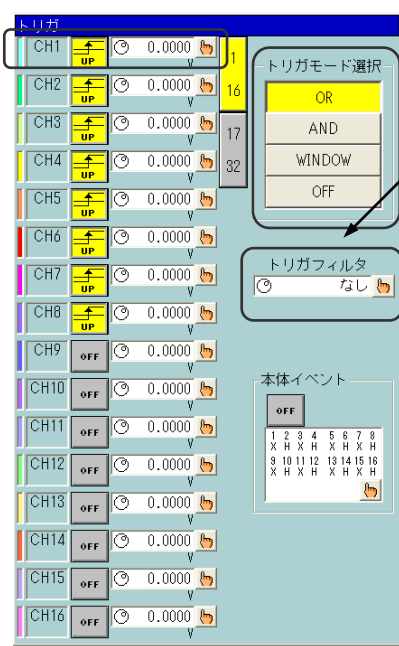 トリガ
CH1 UP 0.0000 V
CH2 UP 0.0000 V
CH3 UP 0.0000 V
CH4 UP 0.0000 V
CH5 UP 0.0000 V
CH6 UP 0.0000 V
CH7 UP 0.0000 V
CH8 UP 0.0000 V
CH9 OFF 0.0000 V
CH10 OFF 0.0000 V
CH11 OFF 0.0000 V
CH12 OFF 0.0000 V
CH13 OFF 0.0000 V
CH14 OFF 0.0000 V
CH15 OFF 0.0000 V
CH16 OFF 0.0000 V
1
16
17
32
トリガモード選択
OR
AND
WINDOW
OFF
トリガフィルタ
なし
本体イベント
OFF
1 2 3 4 5 6 7 8
X H X H X H X H
9 10 11 12 13 14 15 16
X H X H X H X H